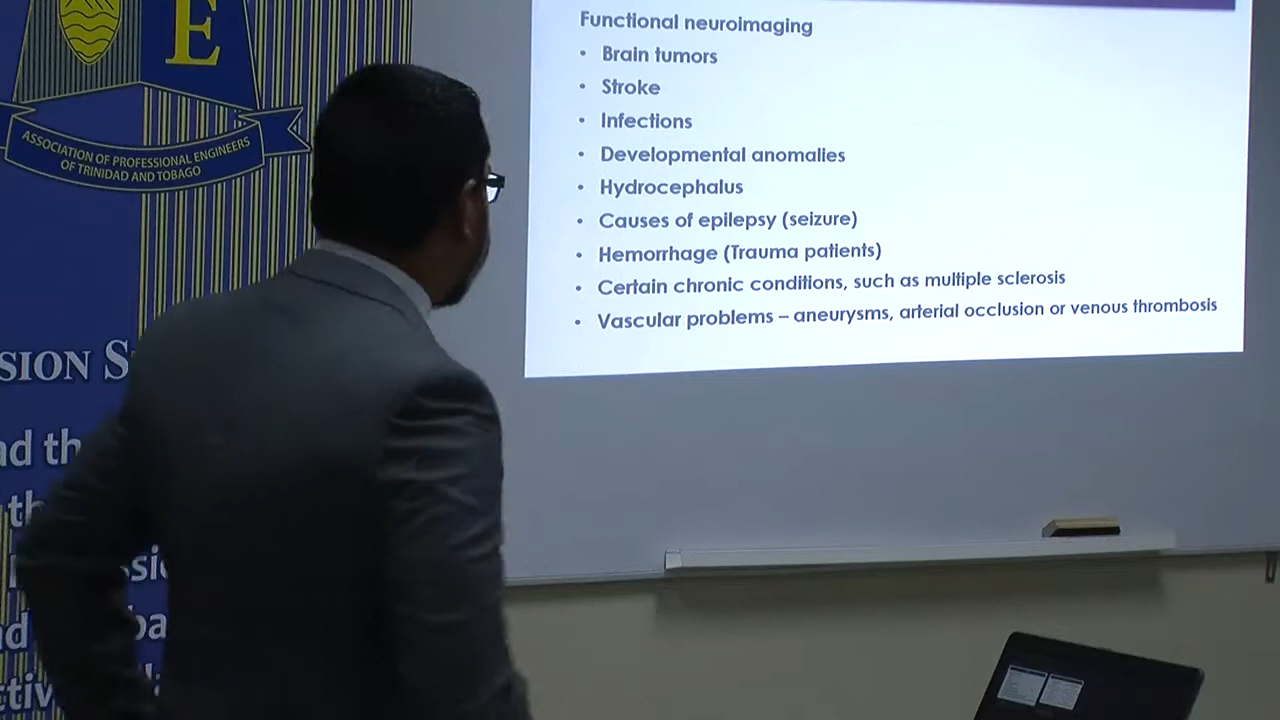 E
ASSOCIATION OF PROFESSIONAL ENGINEERS
OF TRINIDAD AND TOBAGO
Functional neuroimaging
• Brain tumors
• Stroke
• Infections
• Developmental anomalies
• Hydrocephalus
• Causes of epilepsy (seizure)
• Hemorrhage (Trauma patients)
• Certain chronic conditions, such as multiple sclerosis
• Vascular problems – aneurysms, arterial occlusion or venous thrombosis